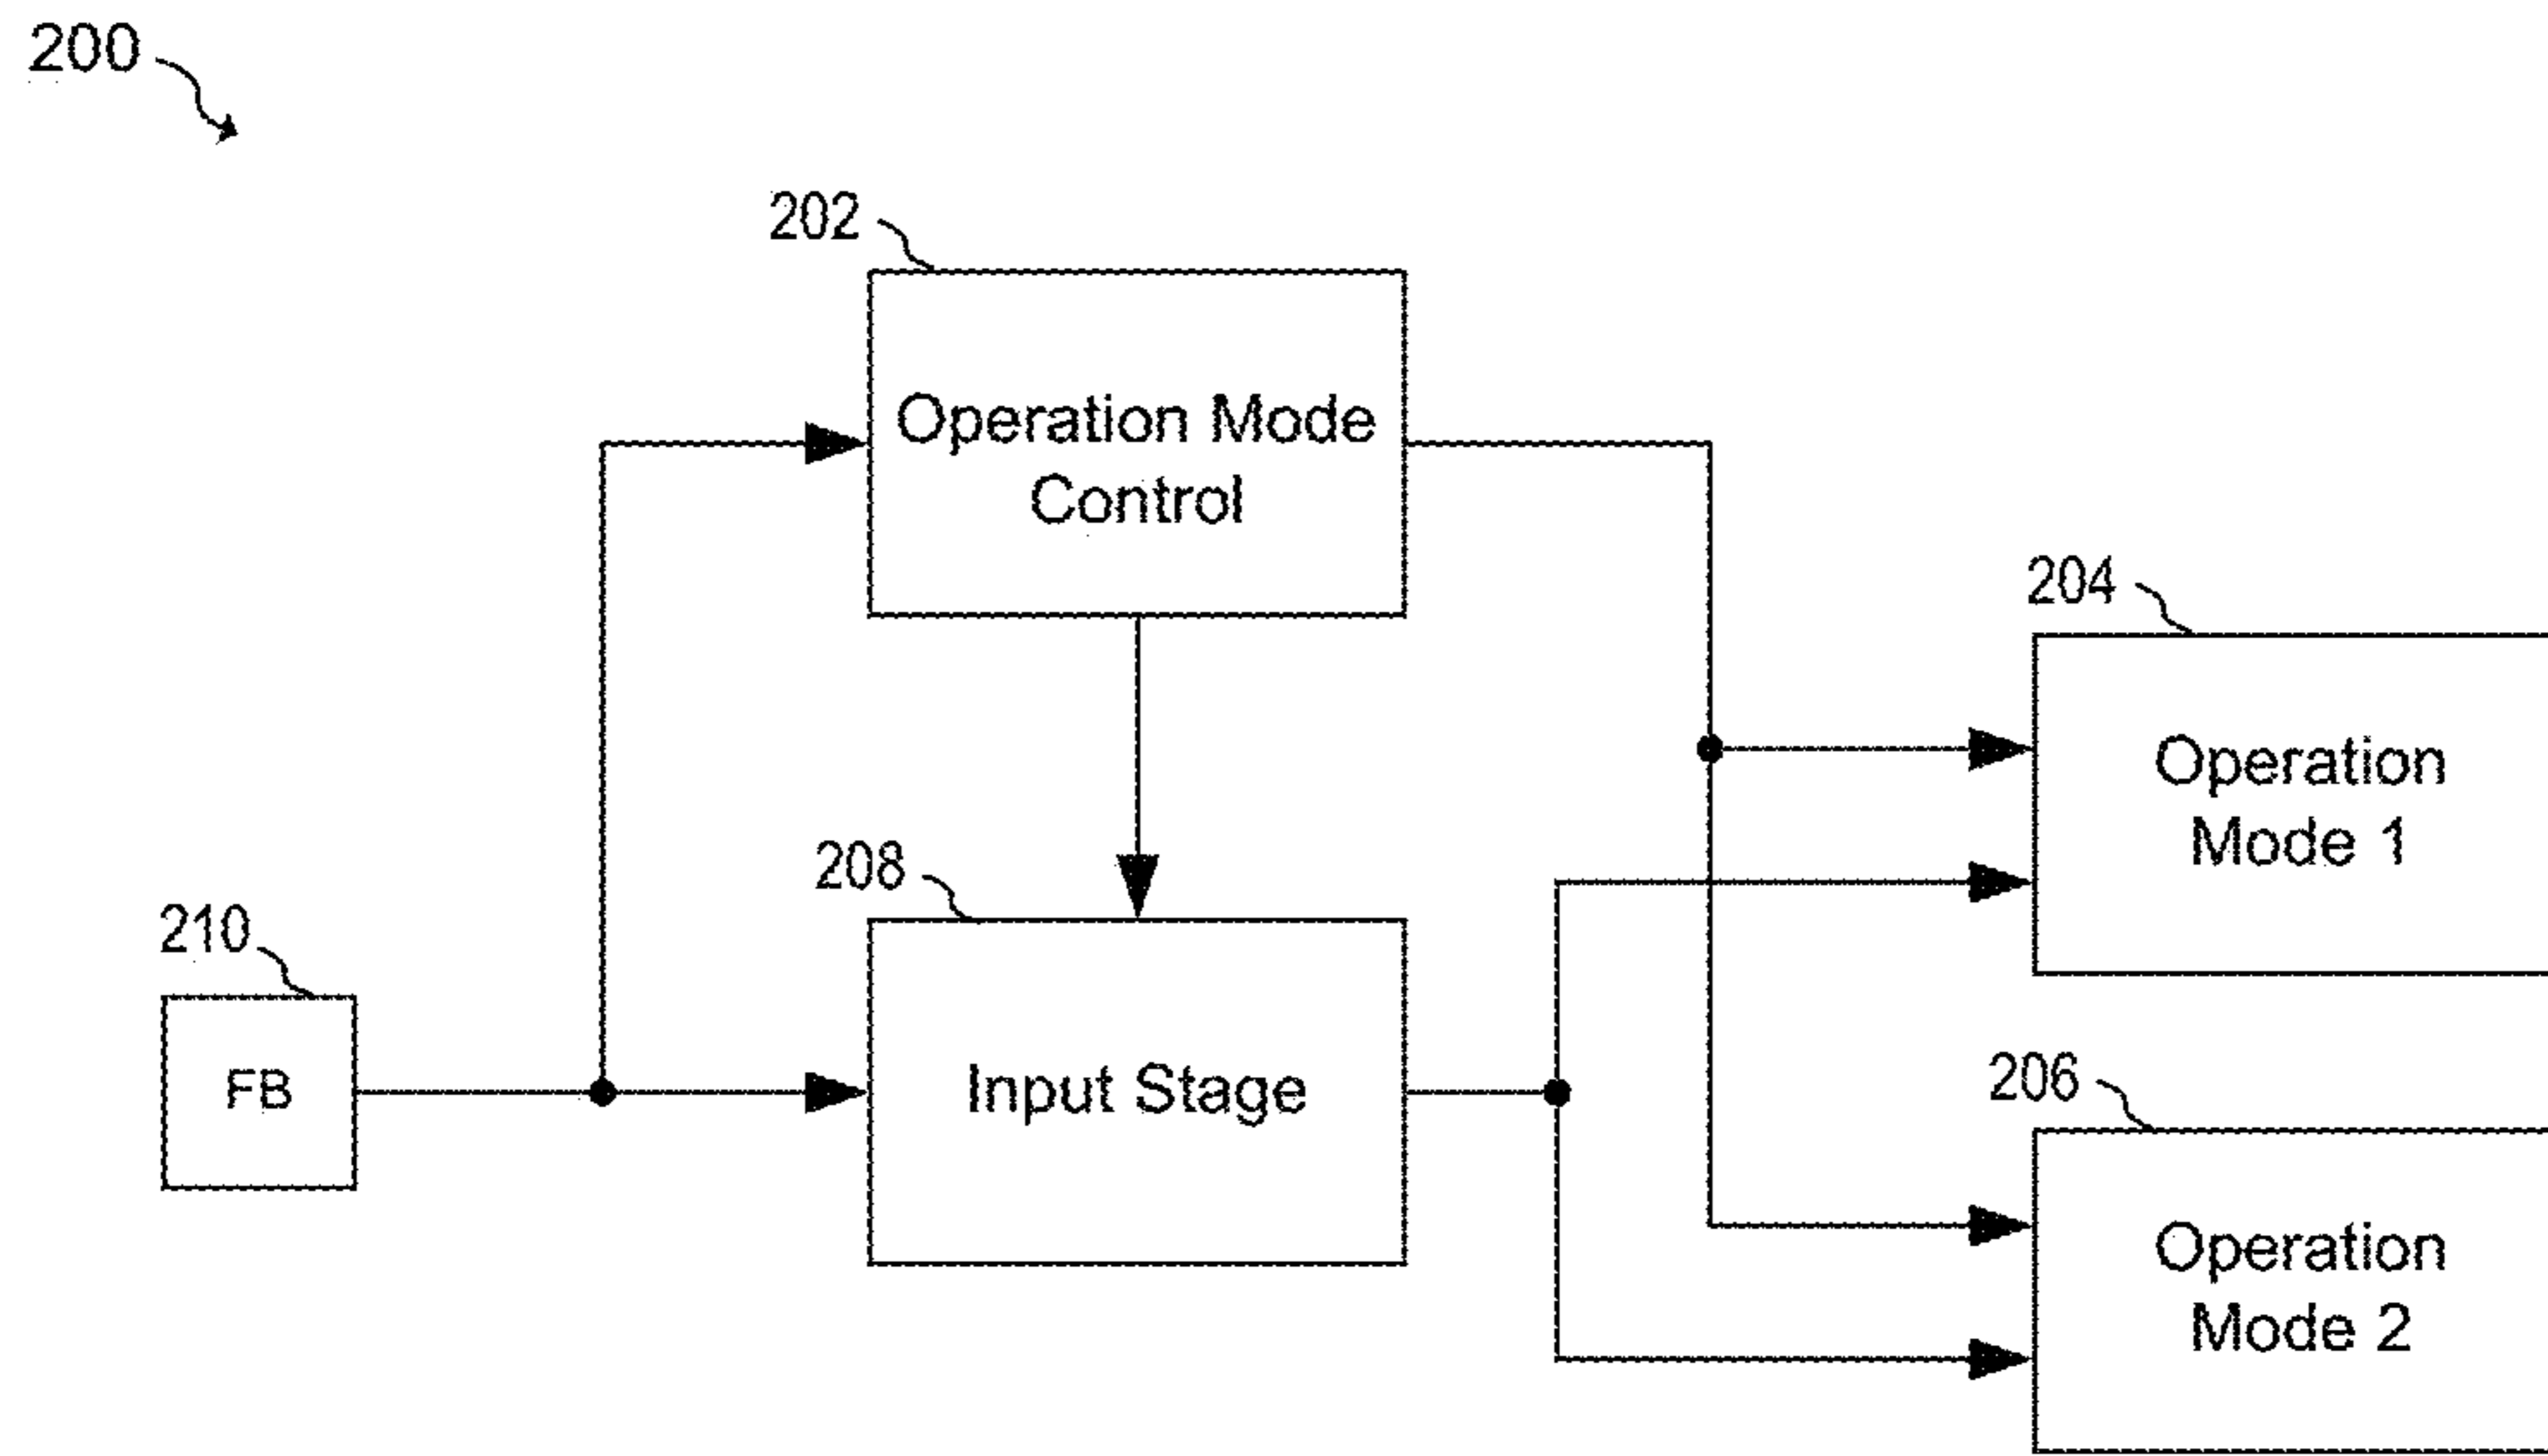 200
202
Operation Mode
Control
204
Operation
Mode 1
208
Input Stage
210
FB
206
Operation
Mode 2